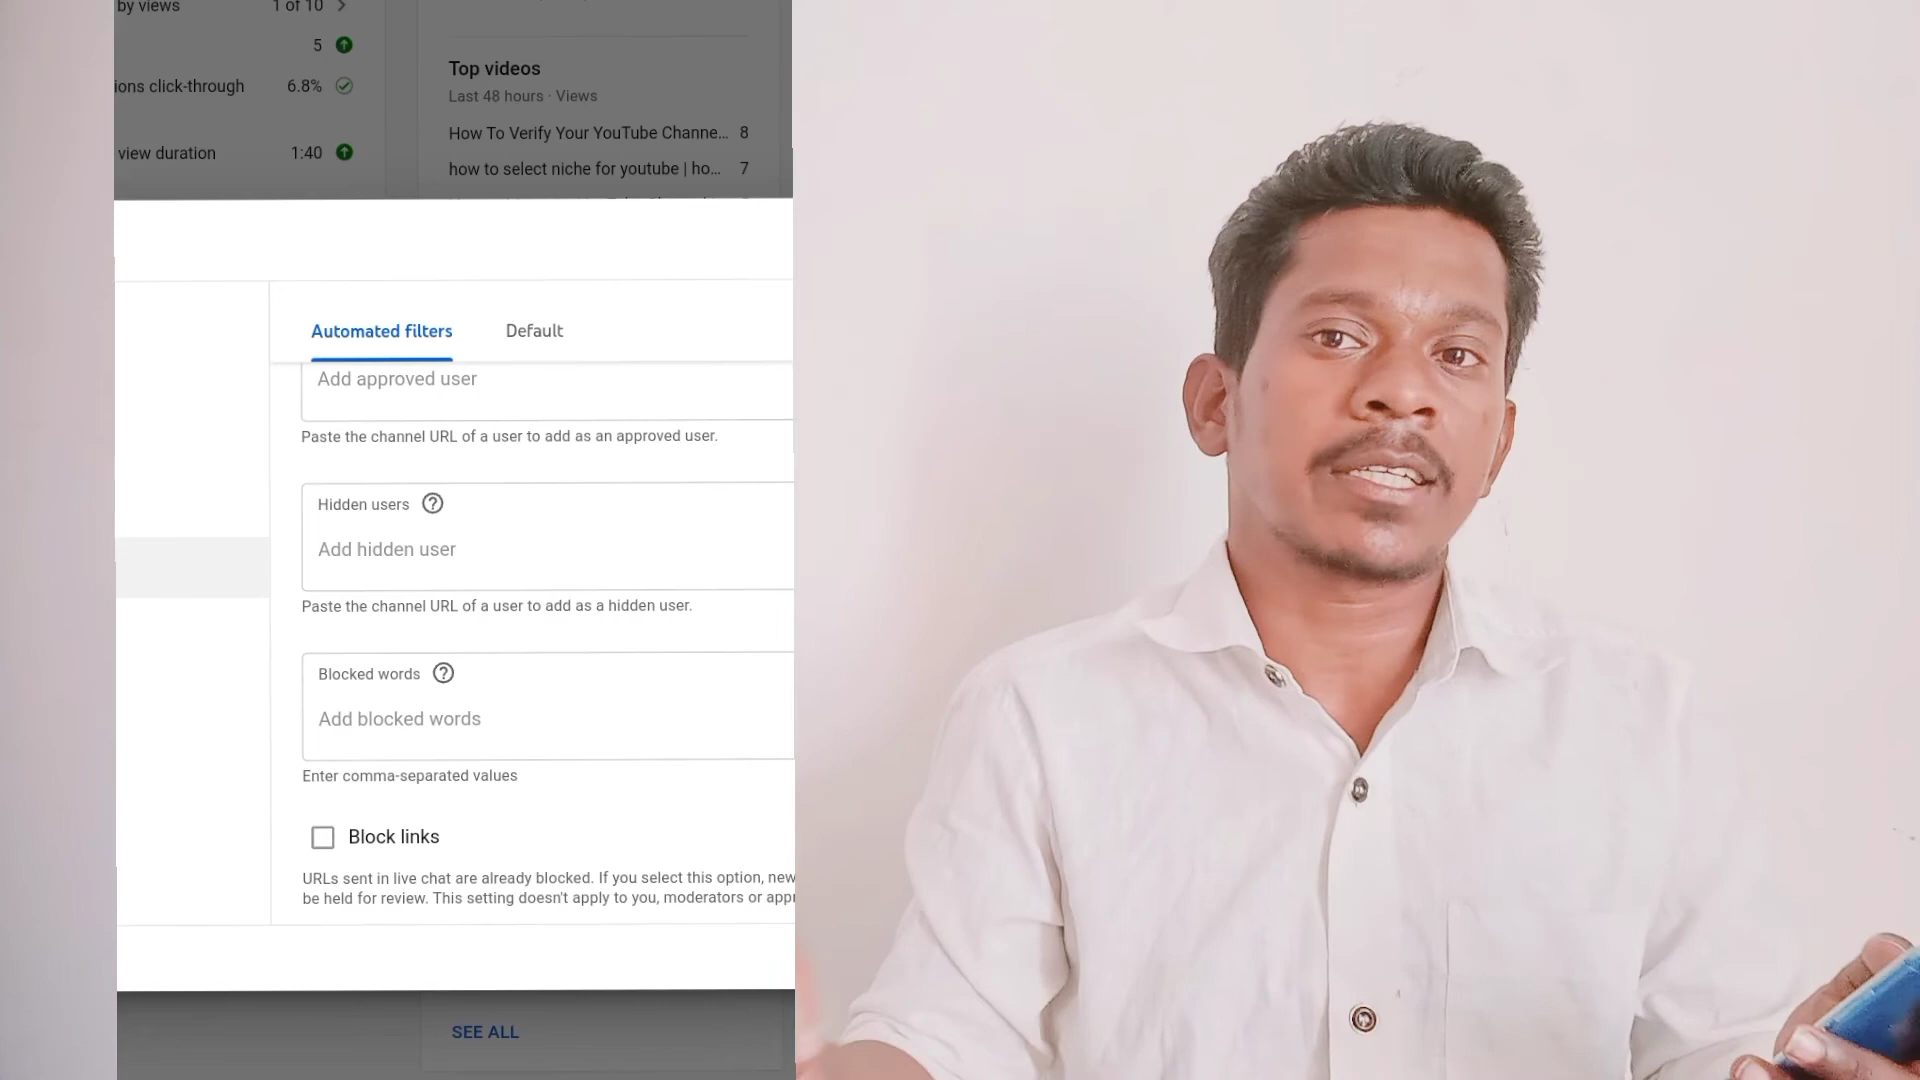 by views 1 of 10
5
ions click-through 6.8%
view duration 1:40
Top videos
Last 48 hours · Views
How To Verify Your YouTube Channe... 8
how to select niche for youtube | ho... 7
Automated filters Default
Add approved user
Paste the channel URL of a user to add as an approved user.
Hidden users
Add hidden user
Paste the channel URL of a user to add as a hidden user.
Blocked words
Add blocked words
Enter comma-separated values
Block links
URLs sent in live chat are already blocked. If you select this option, new
be held for review. This setting doesn't apply to you, moderators or appr
SEE ALL